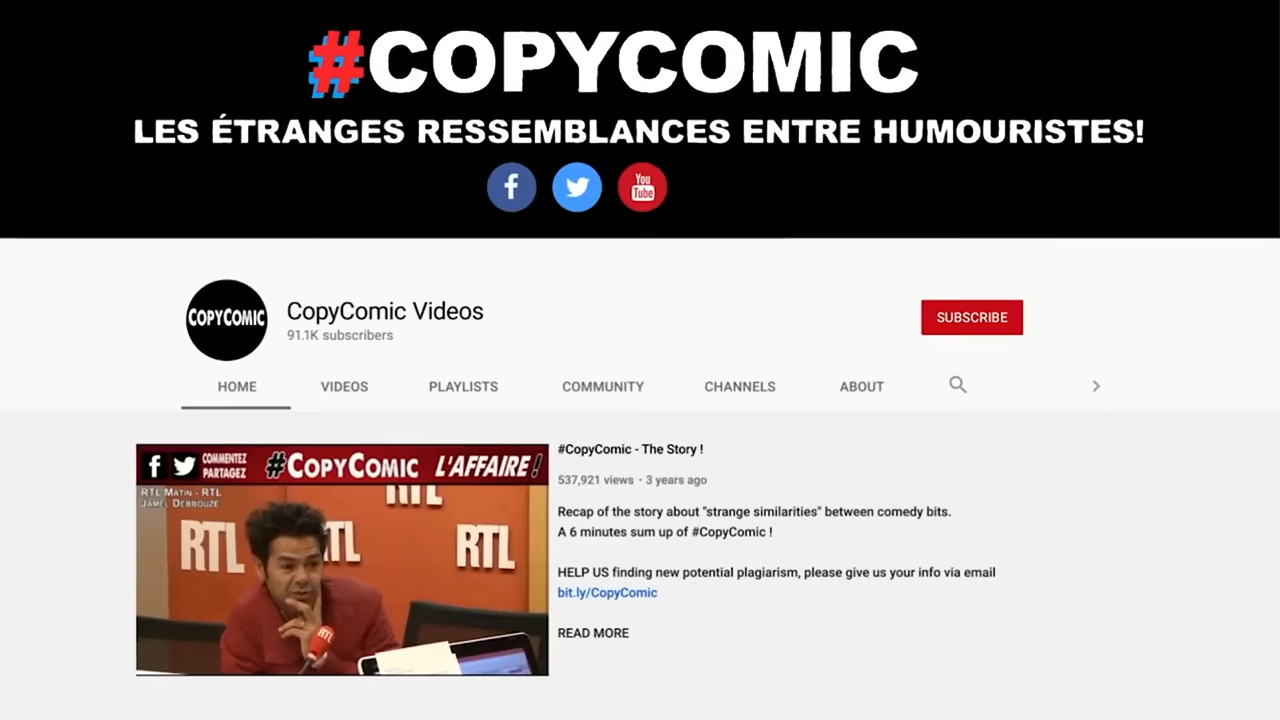 #COPYCOMIC
LES ÉTRANGES RESSEMBLANCES ENTRE HUMOURISTES!
f
You
Tube
COPYCOMIC
CopyComic Videos
91.1K subscribers
SUBSCRIBE
HOME VIDEOS PLAYLISTS COMMUNITY CHANNELS ABOUT
f COMMENTEZ
PARTAGEZ
#COPYCOMIC L'AFFAIRE!
RTL MATIN - RTL
JAMEL DEBBOUZE
RTL
RTL
RTL
RTL
RTL
#CopyComic - The Story !
537,921 views · 3 years ago
Recap of the story about "strange similarities" between comedy bits.
A 6 minutes sum up of #CopyComic !
HELP US finding new potential plagiarism, please give us your info via email
bit.ly/CopyComic
READ MORE